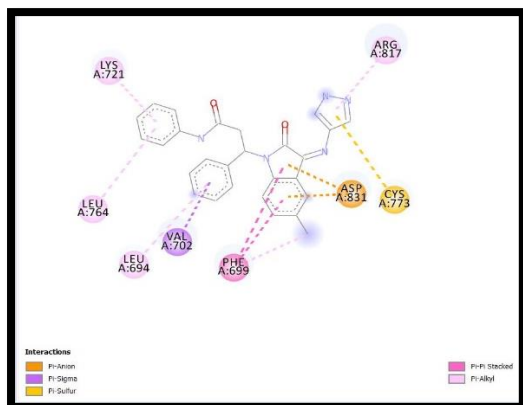 ARG
A:817
LYS
A:721
O
O
N
N
N
N
N
ASP
A:831
CYS
A:773
LEU
A:764
VAL
A:702
LEU
A:694
PHE
A:699
Interactions
Pi-Anion
Pi-Sigma
Pi-Sulfur
Pi-Pi Stacked
Pi-Alkyl